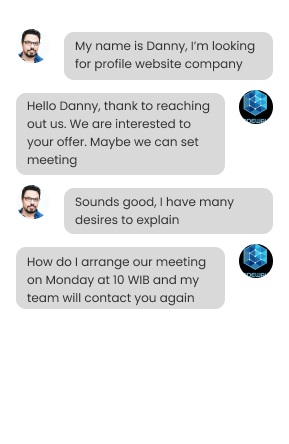 My name is Danny, I’m looking
for profile website company
Hello Danny, thank to reaching
out us. We are interested to
your offer. Maybe we can set
meeting
Sounds good, I have many
desires to explain
How do I arrange our meeting
on Monday at 10 WIB and my
team will contact you again